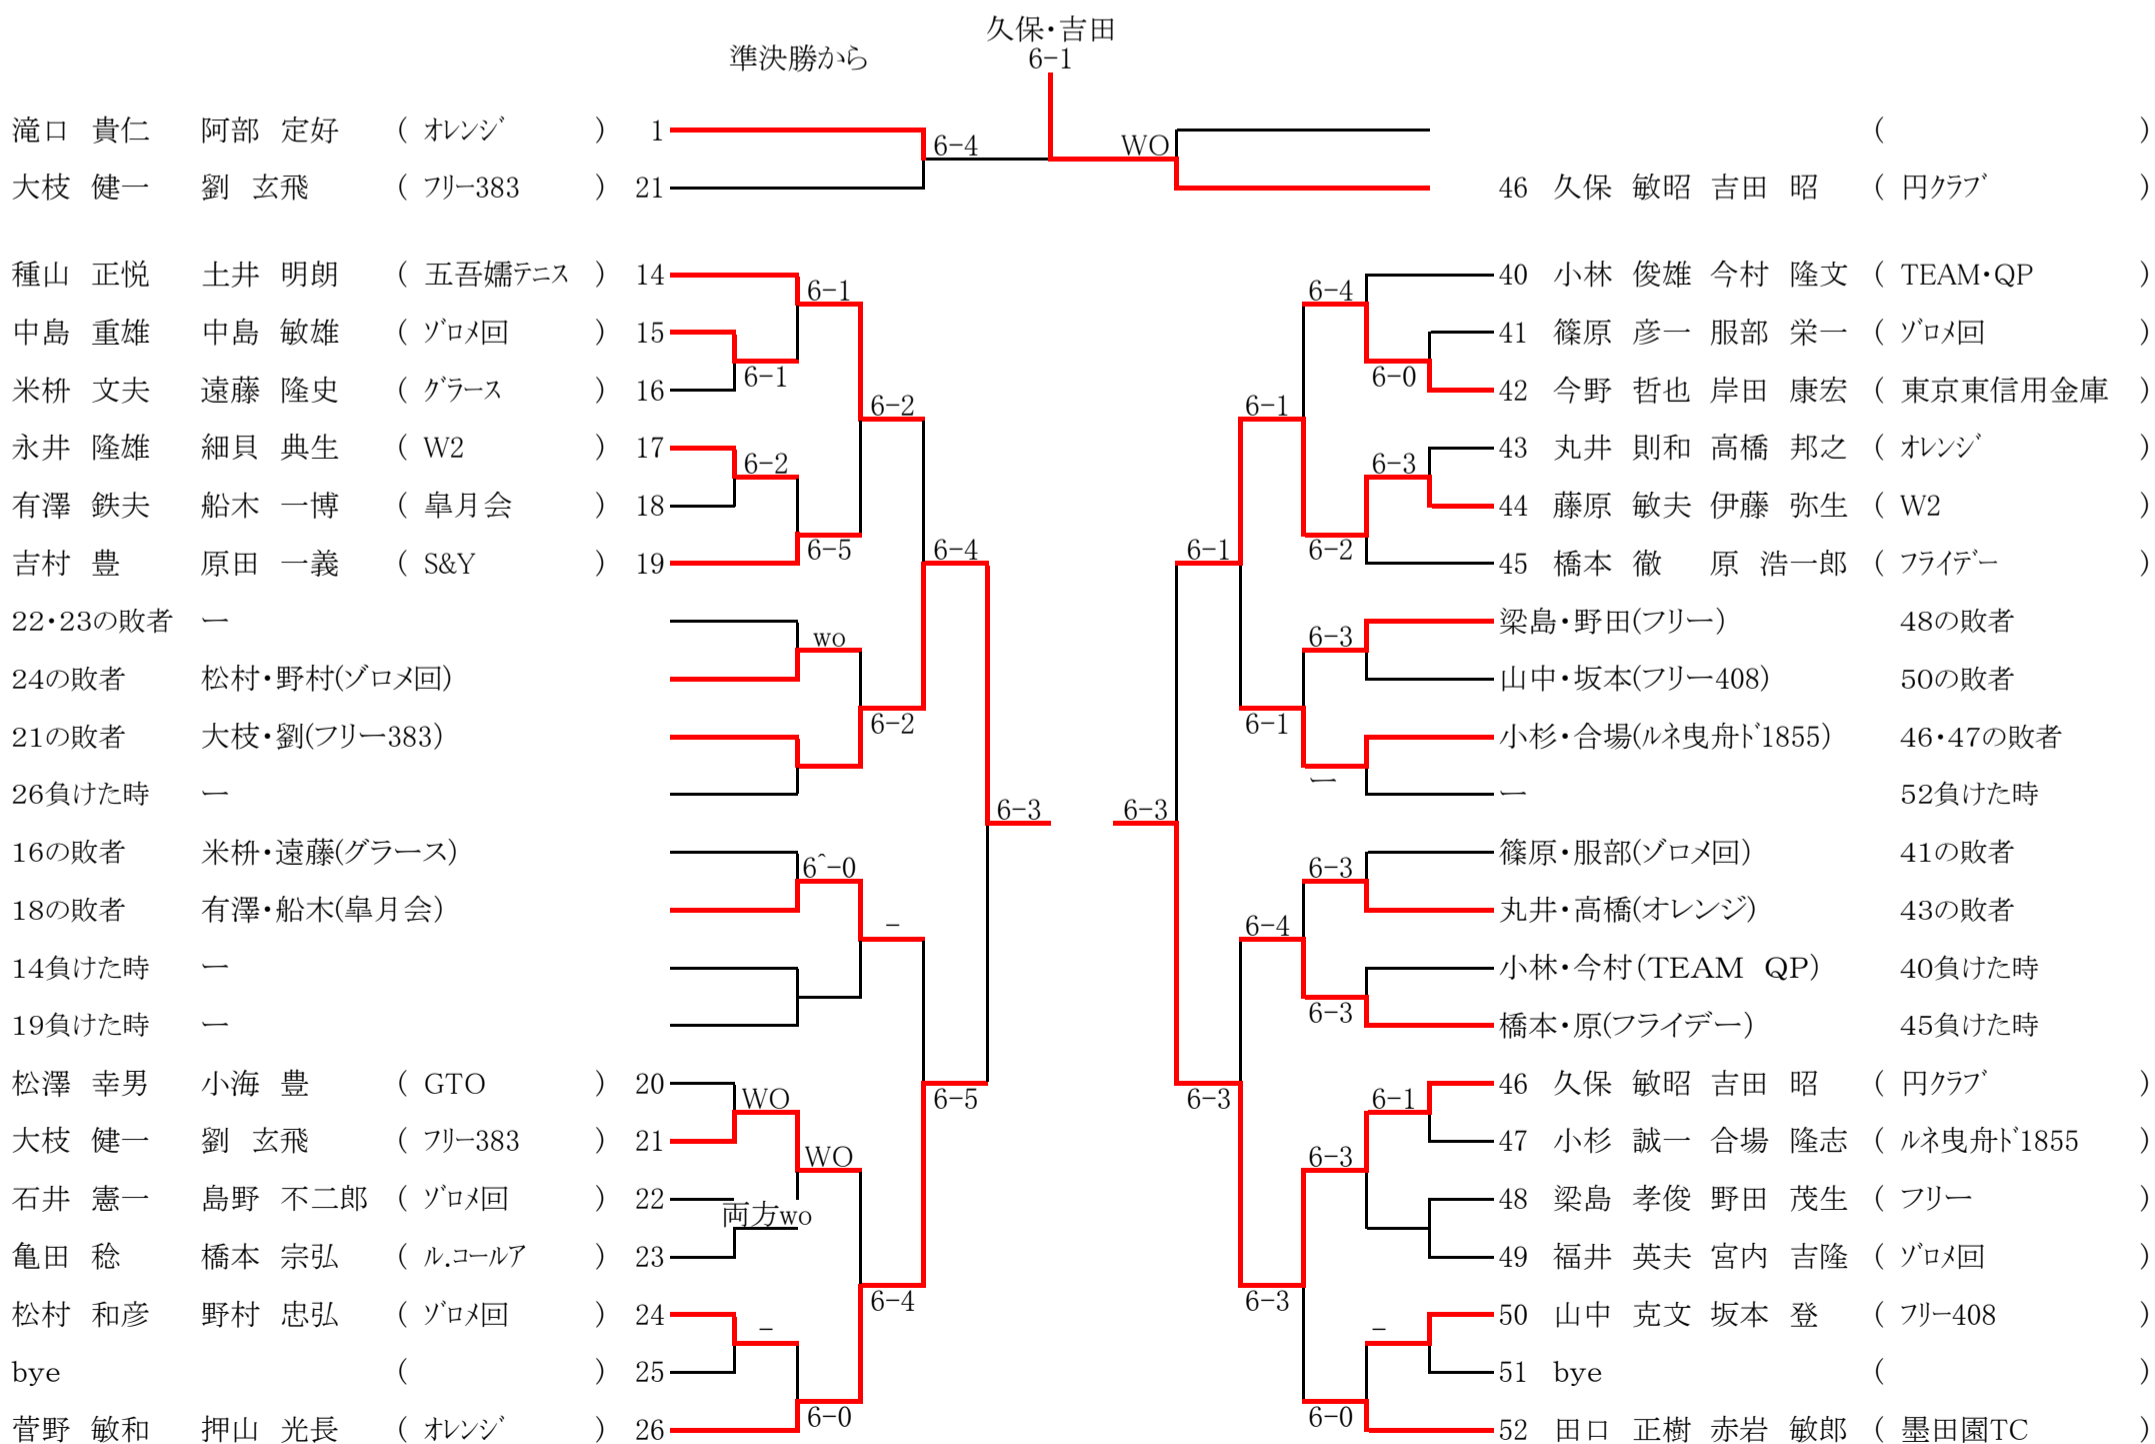 久保・吉田
準決勝から 6-1
滝口 貴仁 阿部 定好 ( ｵﾚﾝｼﾞ ) 1
6-4 WO ( )
大枝 健一 劉 玄飛 ( ﾌﾘｰ383 ) 21 46 久保 敏昭 吉田 昭 ( 円ｸﾗﾌﾞ )
種山 正悦 土井 明朗 ( 五吾嬬ﾃﾆｽ ) 14 40 小林 俊雄 今村 隆文 ( TEAM・QP )
6-1 6-4
中島 重雄 中島 敏雄 ( ｿﾞﾛﾒ回 ) 15 41 篠原 彦一 服部 栄一 ( ｿﾞﾛﾒ回 )
6-1 6-0
米枡 文夫 遠藤 隆史 ( ｸﾞﾗｰｽ ) 16 42 今野 哲也 岸田 康宏 ( 東京東信用金庫 )
6-2 6-1
永井 隆雄 細貝 典生 ( W2 ) 17 43 丸井 則和 高橋 邦之 ( ｵﾚﾝｼﾞ )
6-2 6-3
有澤 鉄夫 船木 一博 ( 皐月会 ) 18 44 藤原 敏夫 伊藤 弥生 ( W2 )
6-5 6-4 6-1 6-2
吉村 豊 原田 一義 ( S&Y ) 19 45 橋本 徹 原 浩一郎 ( ﾌﾗｲﾃﾞｰ )
22・23の敗者 ー 梁島・野田(フリー) 48の敗者
wo 6-3
24の敗者 松村・野村(ゾロメ回) 山中・坂本(フリー408) 50の敗者
6-2 6-1
21の敗者 大枝・劉(フリー383) 小杉・合場(ﾙﾈ曳舟ﾄﾞ1855) 46・47の敗者
ー
26負けた時 ー ー 52負けた時
6-3 6-3
16の敗者 米枡・遠藤(グラース) 篠原・服部(ゾロメ回) 41の敗者
6^-0 6-3
18の敗者 有澤・船木(皐月会) 丸井・高橋(オレンジ) 43の敗者
- 6-4
14負けた時 ー 小林・今村(TEAM QP) 40負けた時
6-3
19負けた時 ー 橋本・原(フライデー) 45負けた時
松澤 幸男 小海 豊 ( GTO ) 20 46 久保 敏昭 吉田 昭 ( 円ｸﾗﾌﾞ )
WO 6-5 6-3 6-1
大枝 健一 劉 玄飛 ( ﾌﾘｰ383 ) 21 47 小杉 誠一 合場 隆志 ( ﾙﾈ曳舟ﾄﾞ1855 )
WO 6-3
石井 憲一 島野 不二郎 ( ｿﾞﾛﾒ回 ) 22 48 梁島 孝俊 野田 茂生 ( フリー )
両方wo
亀田 稔 橋本 宗弘 ( ﾙ.ｺｰﾙｱ ) 23 49 福井 英夫 宮内 吉隆 ( ｿﾞﾛﾒ回 )
6-4 6-3
松村 和彦 野村 忠弘 ( ｿﾞﾛﾒ回 ) 24 50 山中 克文 坂本 登 ( ﾌﾘｰ408 )
- -
bye ( ) 25 51 bye ( )
6-0 6-0
菅野 敏和 押山 光長 ( ｵﾚﾝｼﾞ ) 26 52 田口 正樹 赤岩 敏郎 ( 墨田園TC )